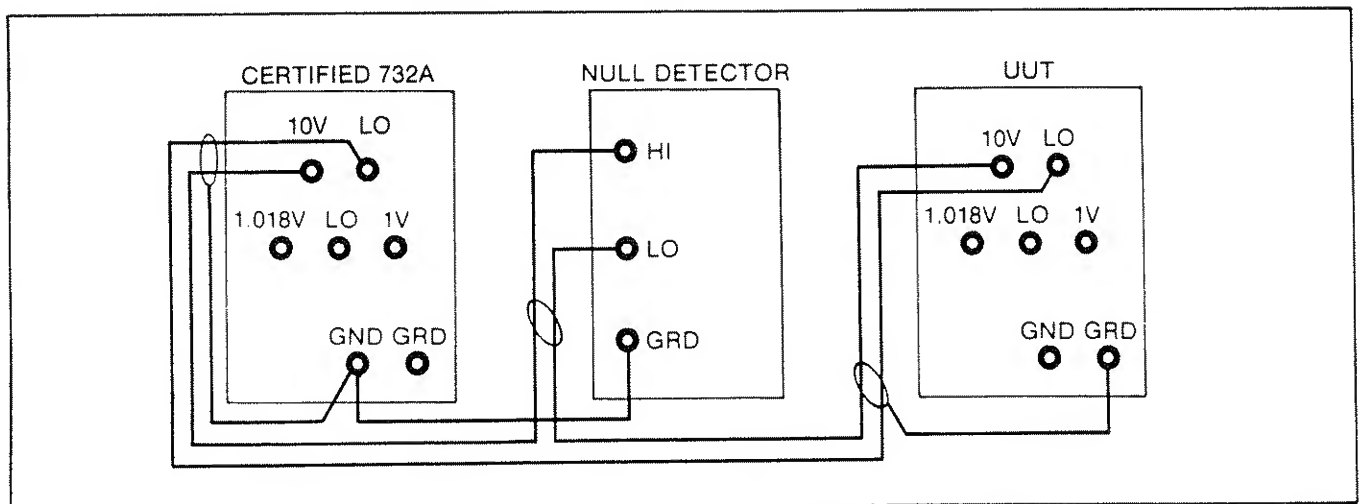 CERTIFIED 732A
NULL DETECTOR
UUT
10V LO
HI
10V LO
1.018V LO 1V
LO
1.018V LO 1V
GND GRD
GRD
GND GRD